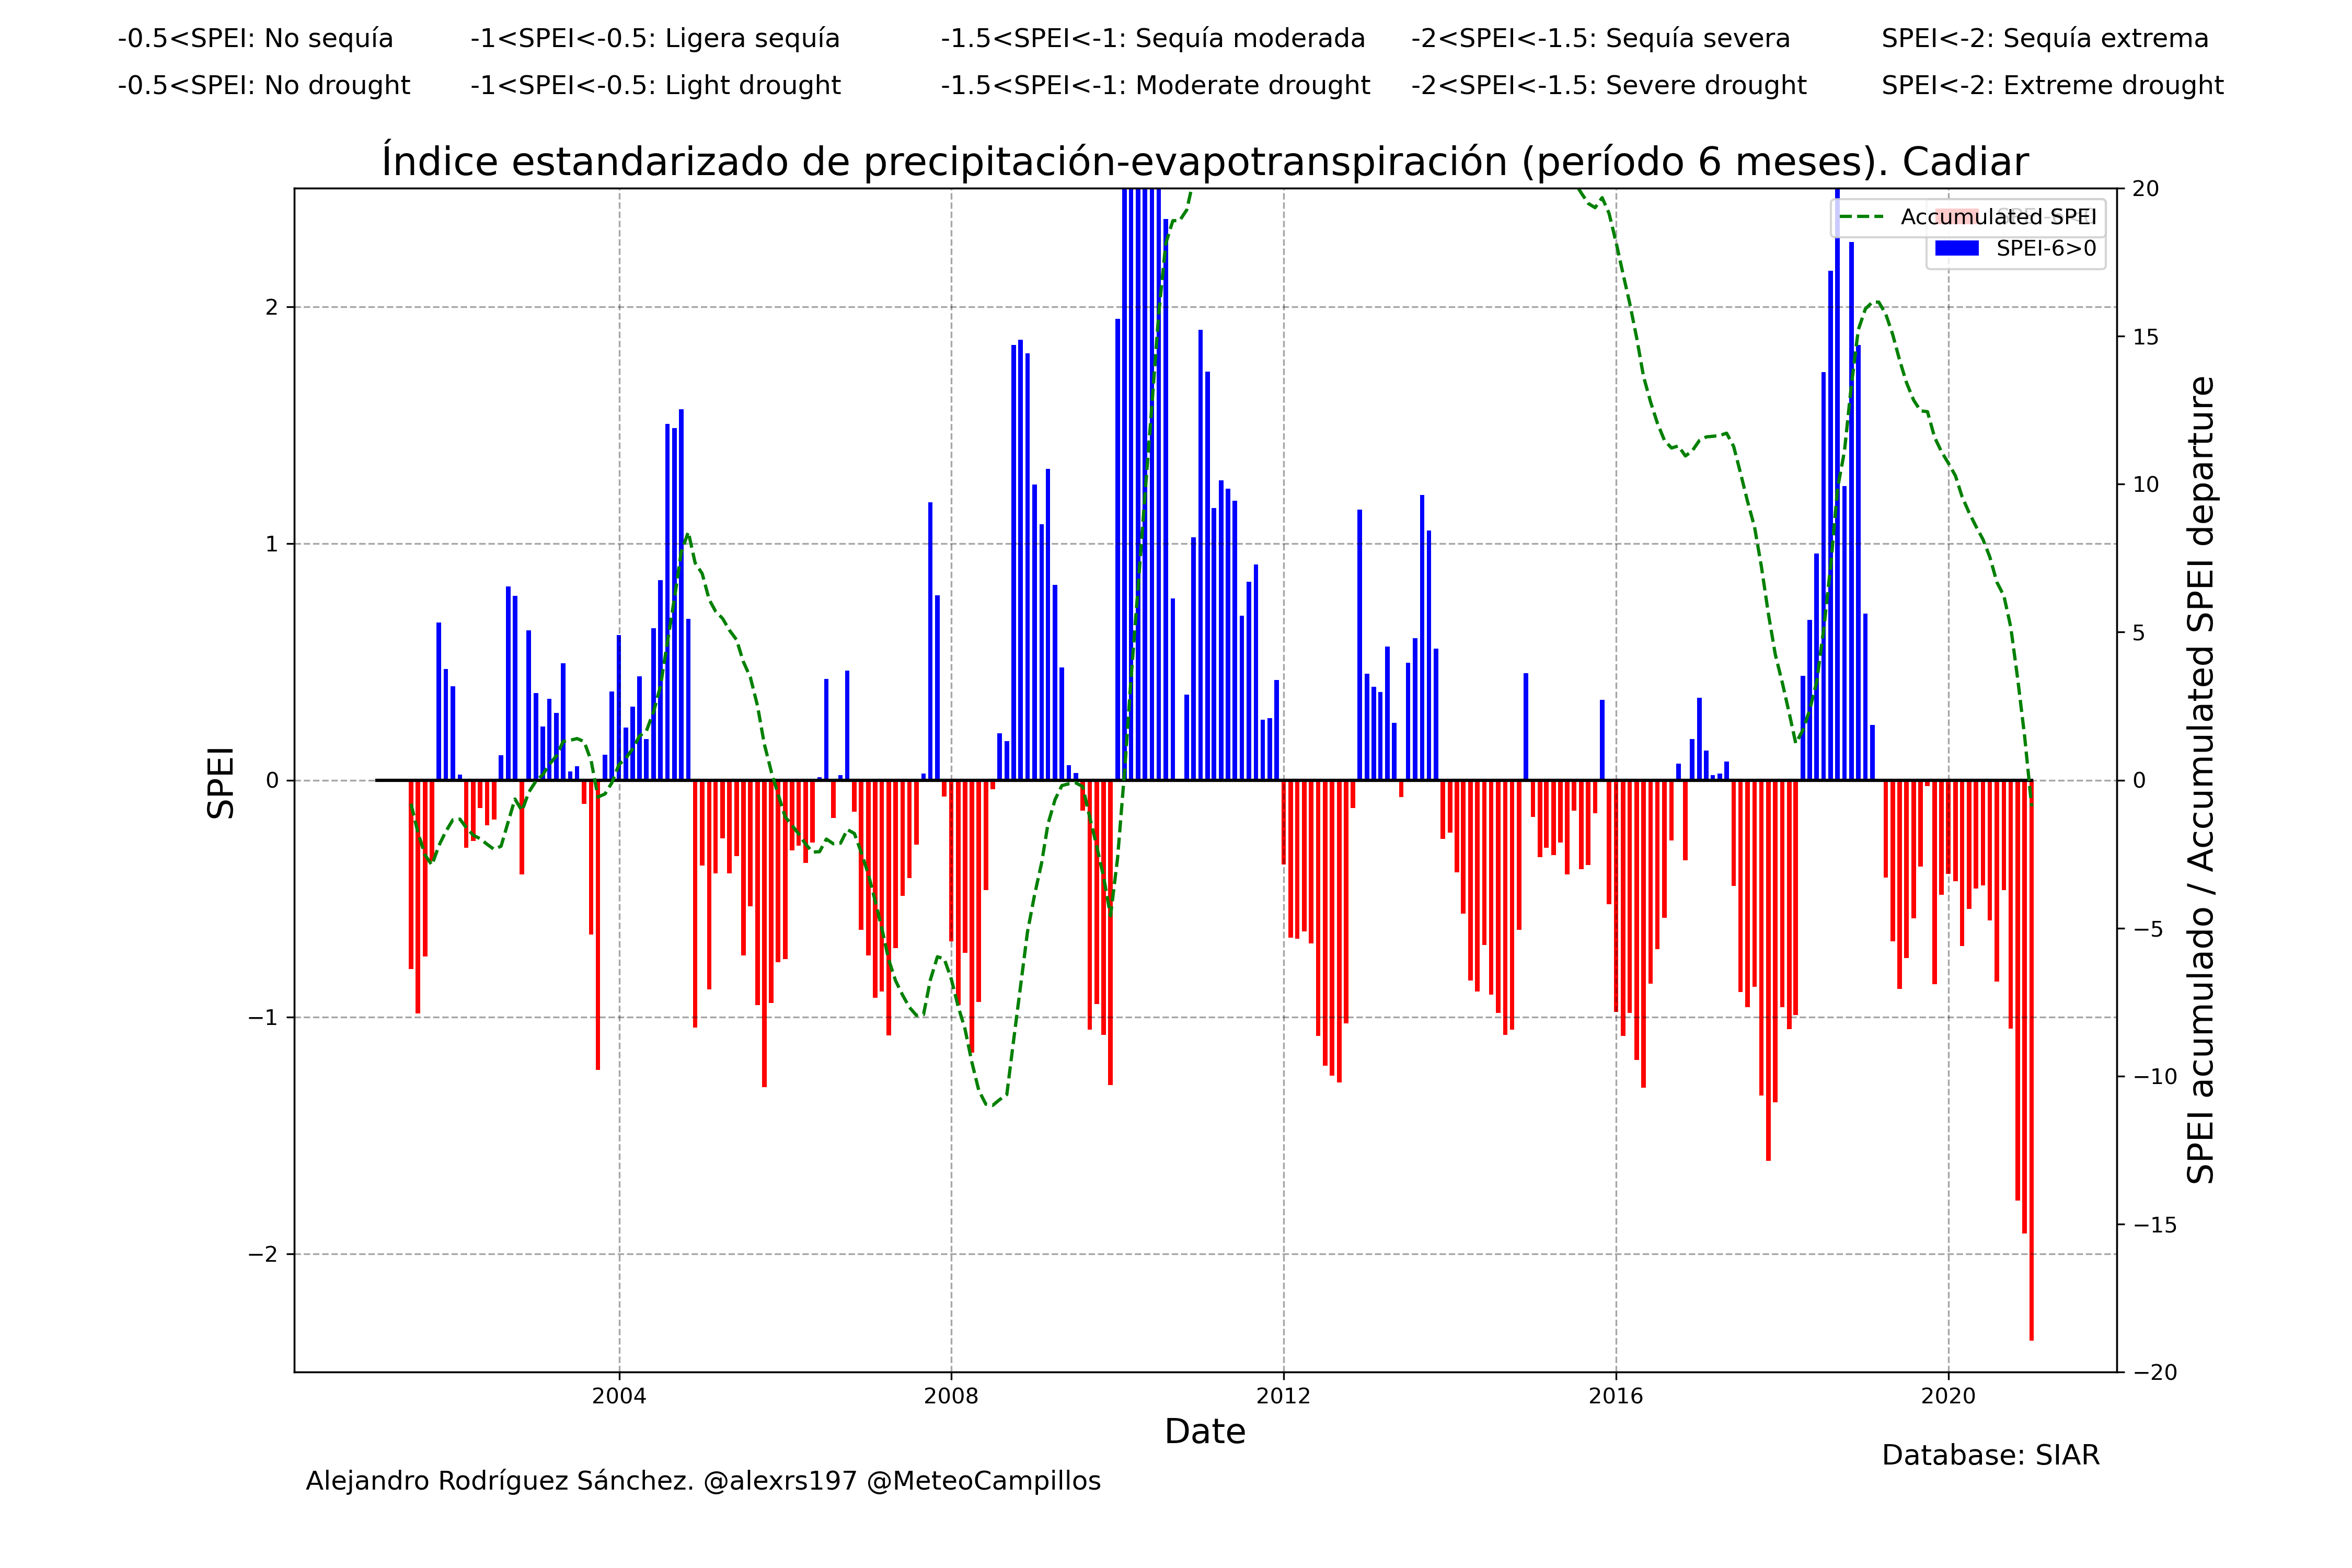 -0.5<SPEI: No sequía -1<SPEI<-0.5: Ligera sequía -1.5<SPEI<-1: Sequía moderada -2<SPEI<-1.5: Sequía severa SPEI<-2: Sequía extrema
-0.5<SPEI: No drought -1<SPEI<-0.5: Light drought -1.5<SPEI<-1: Moderate drought -2<SPEI<-1.5: Severe drought SPEI<-2: Extreme drought
Índice estandarizado de precipitación-evapotranspiración (período 6 meses). Cadiar
Accumulated SPEI
SPEI-6>0
SPEI
2
1
0
−1
−2
20
15
10
5
0
−5
−10
−15
−20
SPEI acumulado / Accumulated SPEI departure
2004 2008 2012 2016 2020
Date
Database: SIAR
Alejandro Rodríguez Sánchez. @alexrs197 @MeteoCampillos